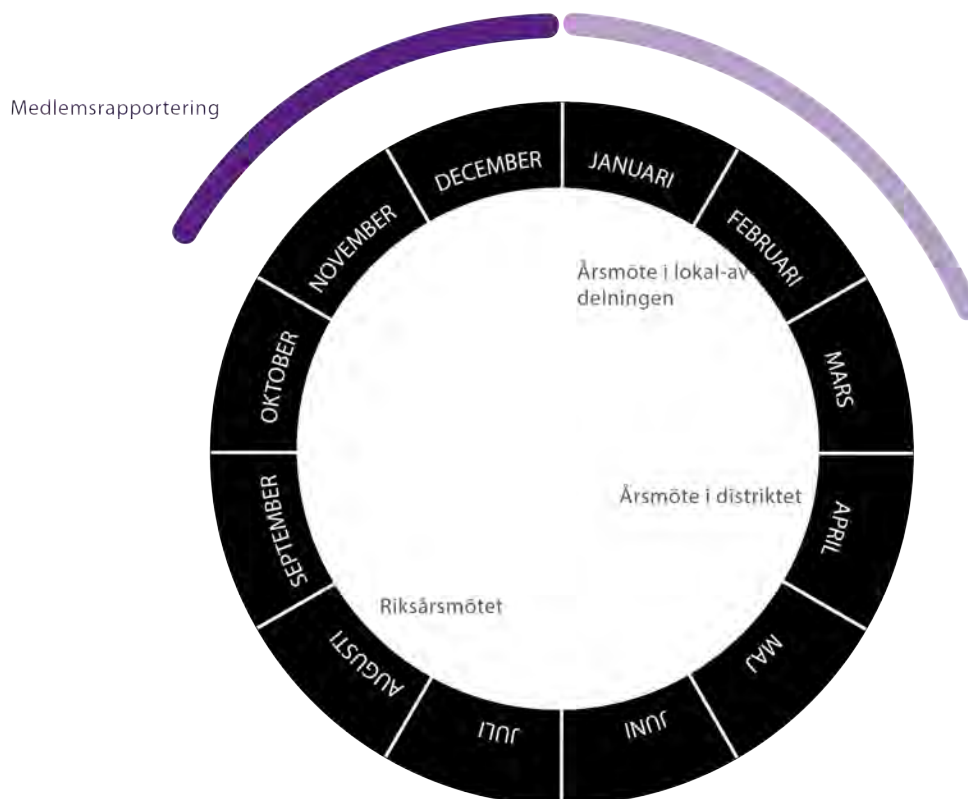 Medlemsrapportering
JANUARI
FEBRUARI
MARS
APRIL
MAJ
JUNI
JULI
AUGUSTI
SEPTEMBER
OKTOBER
NOVEMBER
DECEMBER
Årsmöte i lokal-av
delningen
Årsmöte i distriktet
Riksårsmötet